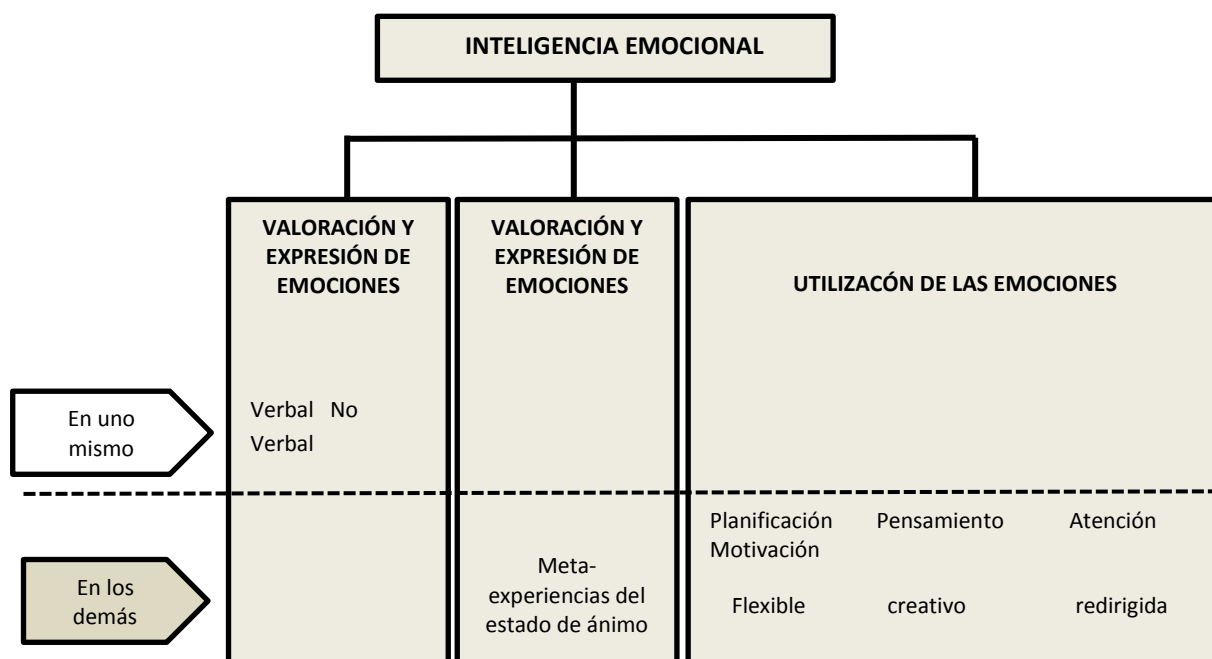 INTELIGENCIA EMOCIONAL
VALORACIÓN Y
EXPRESIÓN DE
EMOCIONES
VALORACIÓN Y
EXPRESIÓN DE
EMOCIONES
UTILIZACÓN DE LAS EMOCIONES
En uno
mismo
Verbal No
Verbal
En los
demás
Meta-
experiencias del
estado de ánimo
Planificación Pensamiento Atención
Motivación
Flexible creativo redirigida